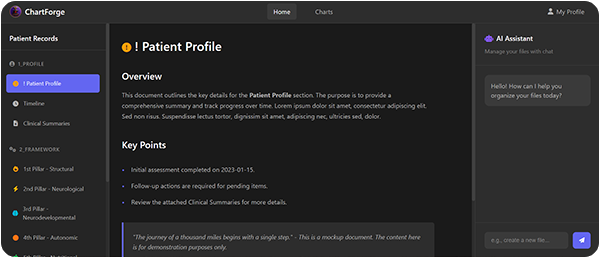 ChartForge
Home
Charts
My Profile
Patient Records
1_PROFILE
! Patient Profile
Timeline
Clinical Summaries
2_FRAMEWORK
1st Pillar - Structural
2nd Pillar - Neurological
3rd Pillar -
Neurodevelopmental
4th Pillar - Autonomic
! Patient Profile
Overview
This document outlines the key details for the Patient Profile section. The purpose is to provide a
comprehensive summary and track progress over time. Lorem ipsum dolor sit amet, consectetur adipiscing elit.
Sed non risus. Suspendisse lectus tortor, dignissim sit amet, adipiscing nec, ultricies sed, dolor.
Key Points
Initial assessment completed on 2023-01-15.
Follow-up actions are required for pending items.
Review the attached Clinical Summaries for more details.
"The journey of a thousand miles begins with a single step." - This is a mockup document. The content here
is for demonstration purposes only.
AI Assistant
Manage your files with chat
Hello! How can I help you
organize your files today?
e.g., create a new file...